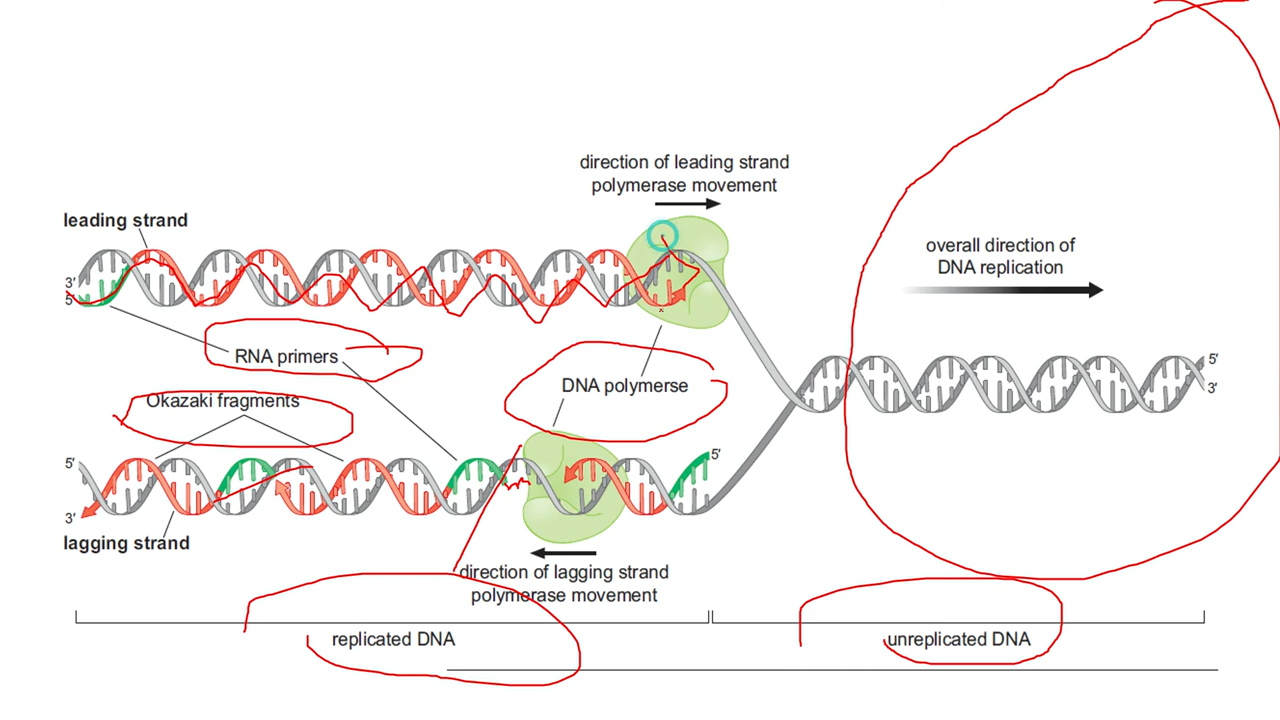 direction of leading strand
polymerase movement
leading strand
overall direction of
DNA replication
3′
5′
RNA primers
5′
3′
DNA polymerse
Okazaki fragments
5′
5′
3′
lagging strand
direction of lagging strand
polymerase movement
replicated DNA
unreplicated DNA